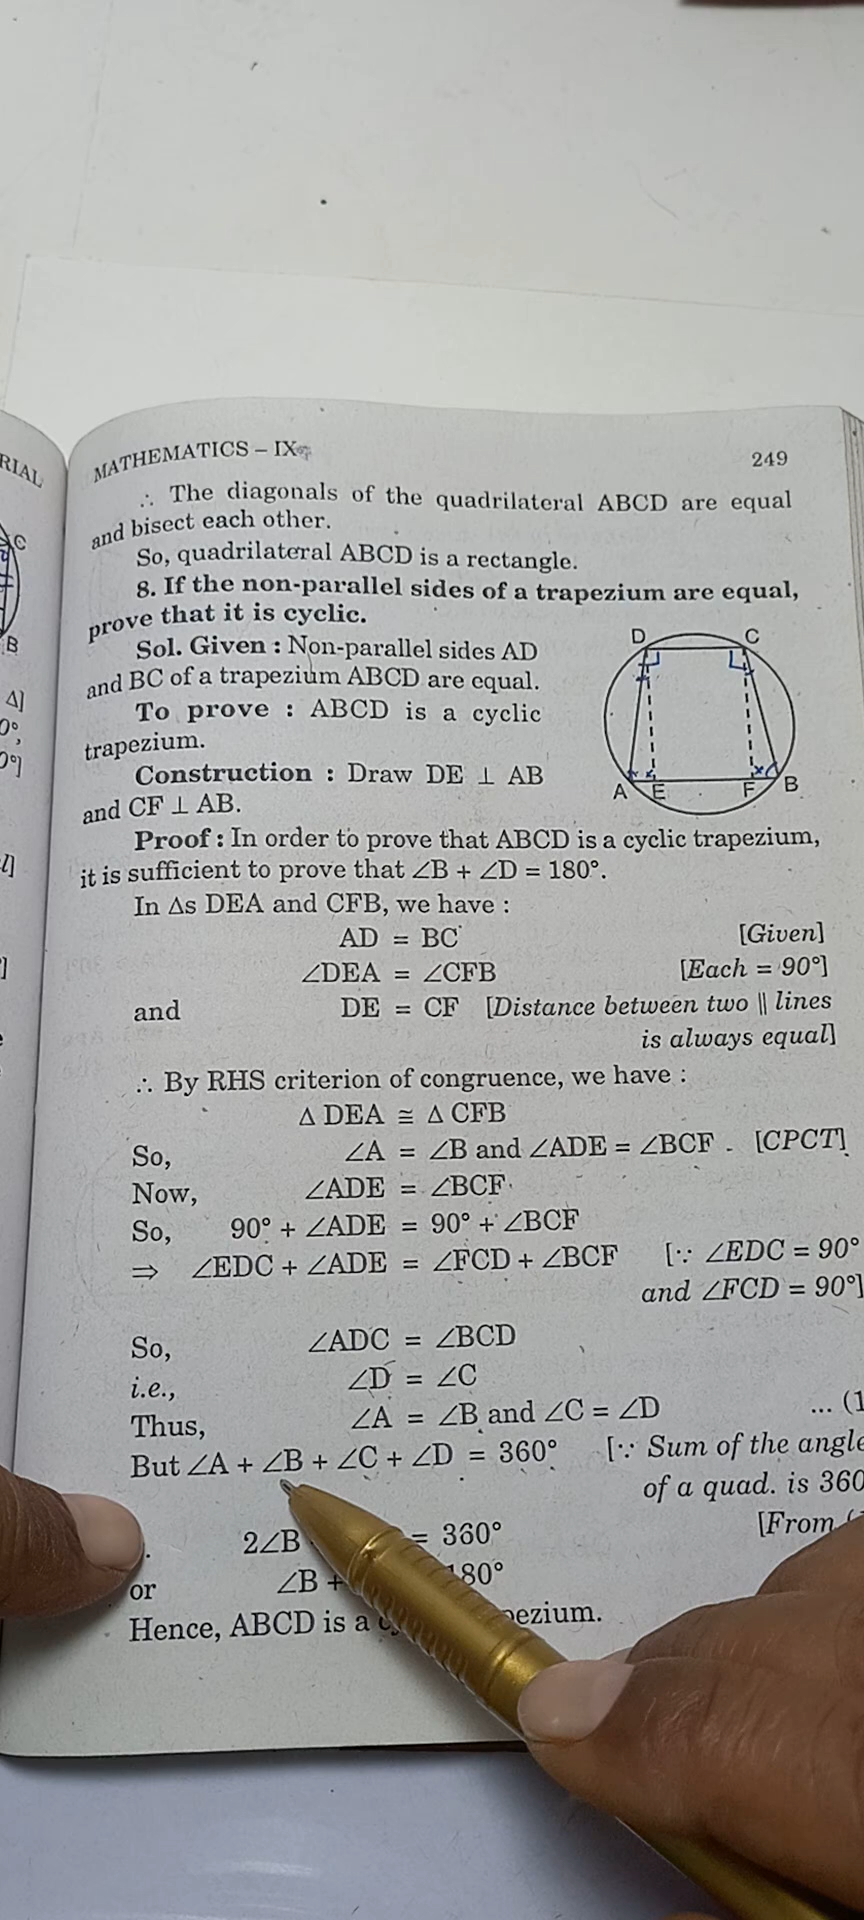 RIAL
MATHEMATICS – IX
249
∴ The diagonals of the quadrilateral ABCD are equal
and bisect each other.
So, quadrilateral ABCD is a rectangle.
8. If the non-parallel sides of a trapezium are equal,
prove that it is cyclic.
Sol. Given : Non-parallel sides AD
and BC of a trapezium ABCD are equal.
To prove : ABCD is a cyclic
trapezium.
Construction : Draw DE ⊥ AB
and CF ⊥ AB.
D C
A E F B
C
B
Δ]
0°,
0°]
Proof : In order to prove that ABCD is a cyclic trapezium,
it is sufficient to prove that ∠B + ∠D = 180°.
In Δs DEA and CFB, we have :
AD = BC [Given]
∠DEA = ∠CFB [Each = 90°]
and DE = CF [Distance between two || lines
is always equal]
∴ By RHS criterion of congruence, we have :
Δ DEA ≅ Δ CFB
So, ∠A = ∠B and ∠ADE = ∠BCF . [CPCT]
Now, ∠ADE = ∠BCF
So, 90° + ∠ADE = 90° + ∠BCF
⇒ ∠EDC + ∠ADE = ∠FCD + ∠BCF [∵ ∠EDC = 90°
and ∠FCD = 90°]
So, ∠ADC = ∠BCD
i.e., ∠D = ∠C
Thus, ∠A = ∠B and ∠C = ∠D ... (1
But ∠A + ∠B + ∠C + ∠D = 360° [∵ Sum of the angle
of a quad. is 360
[From
2∠B = 360°
or ∠B + 180°
Hence, ABCD is a pezium.